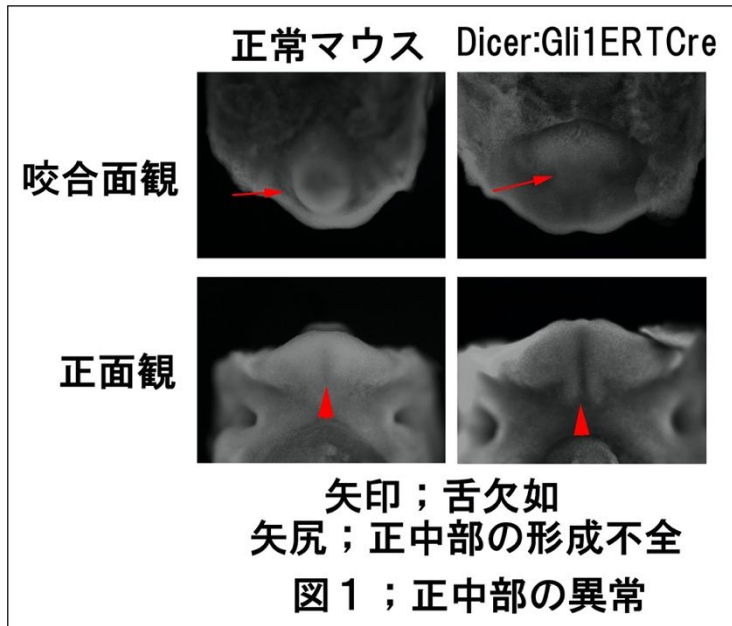 正常マウス Dicer:Gli1ERTCre
咬合面観
正面観
矢印；舌欠如
矢尻；正中部の形成不全
図１；正中部の異常